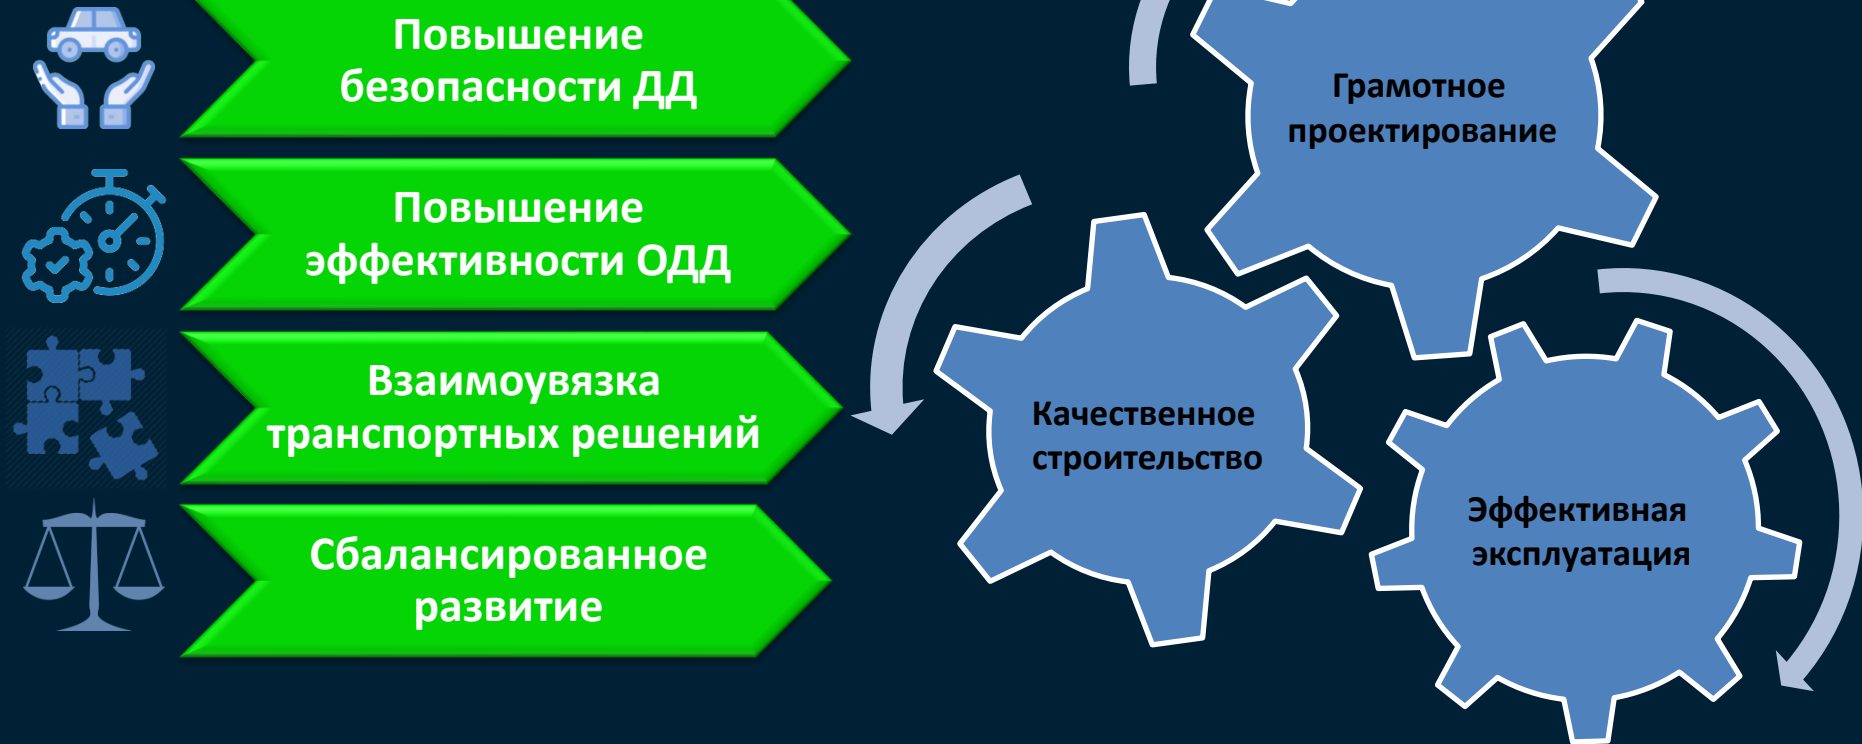 Повышение
безопасности ДД
Повышение
эффективности ОДД
Взаимоувязка
транспортных решений
Сбалансированное
развитие
Грамотное
проектирование
Качественное
строительство
Эффективная
эксплуатация